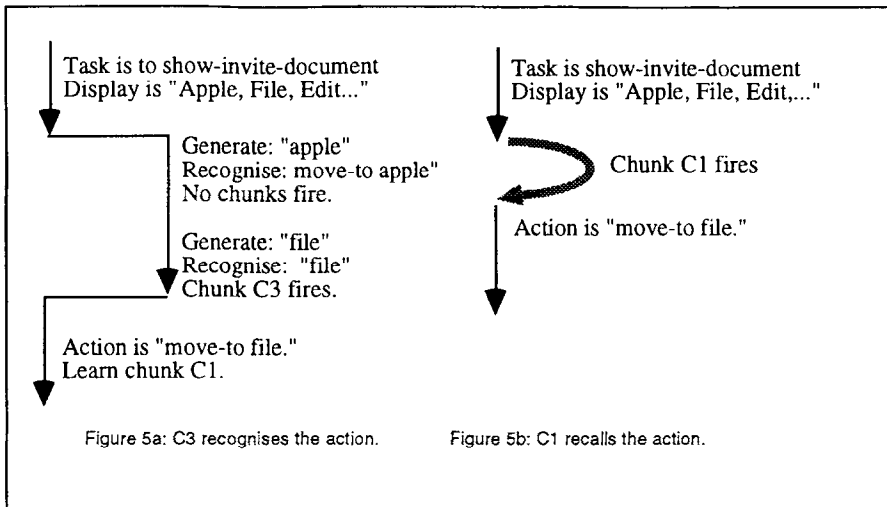 Task is to show-invite-document
Display is "Apple, File, Edit..."
Generate: "apple"
Recognise: move-to apple"
No chunks fire.
Generate: "file"
Recognise: "file"
Chunk C3 fires.
Action is "move-to file."
Learn chunk C1.
Figure 5a: C3 recognises the action.
Task is show-invite-document
Display is "Apple, File, Edit,..."
Chunk C1 fires
Action is "move-to file."
Figure 5b: C1 recalls the action.